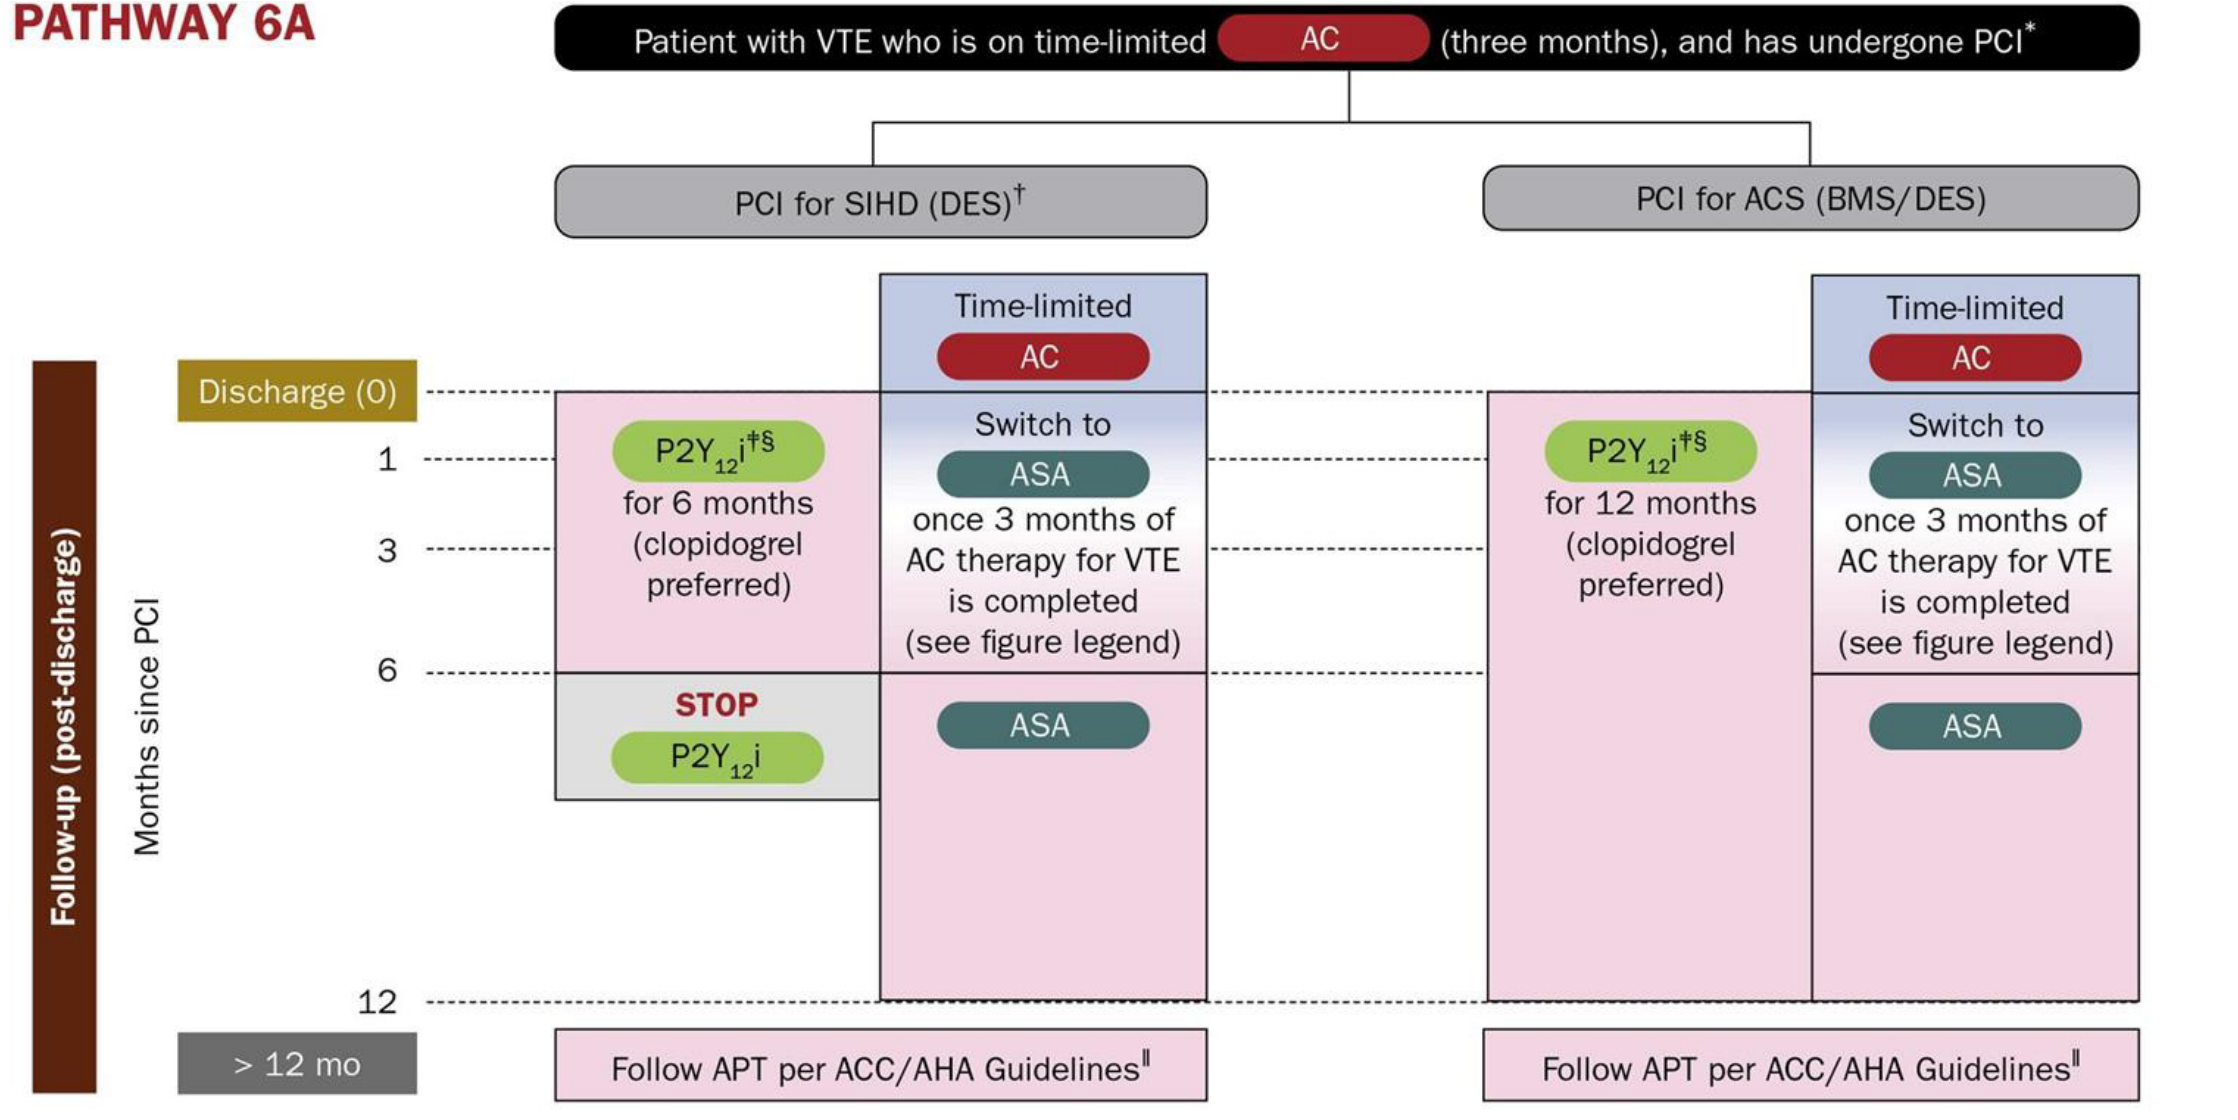 PATHWAY 6A
Patient with VTE who is on time-limited AC (three months), and has undergone PCI*
PCI for SIHD (DES)†
PCI for ACS (BMS/DES)
Follow-up (post-discharge)
Months since PCI
Discharge (0)
1
3
6
12
> 12 mo
P2Y12i‡§
for 6 months
(clopidogrel
preferred)
STOP
P2Y12i
Time-limited
AC
Switch to
ASA
once 3 months of
AC therapy for VTE
is completed
(see figure legend)
ASA
Follow APT per ACC/AHA Guidelines‖
P2Y12i‡§
for 12 months
(clopidogrel
preferred)
Time-limited
AC
Switch to
ASA
once 3 months of
AC therapy for VTE
is completed
(see figure legend)
ASA
Follow APT per ACC/AHA Guidelines‖